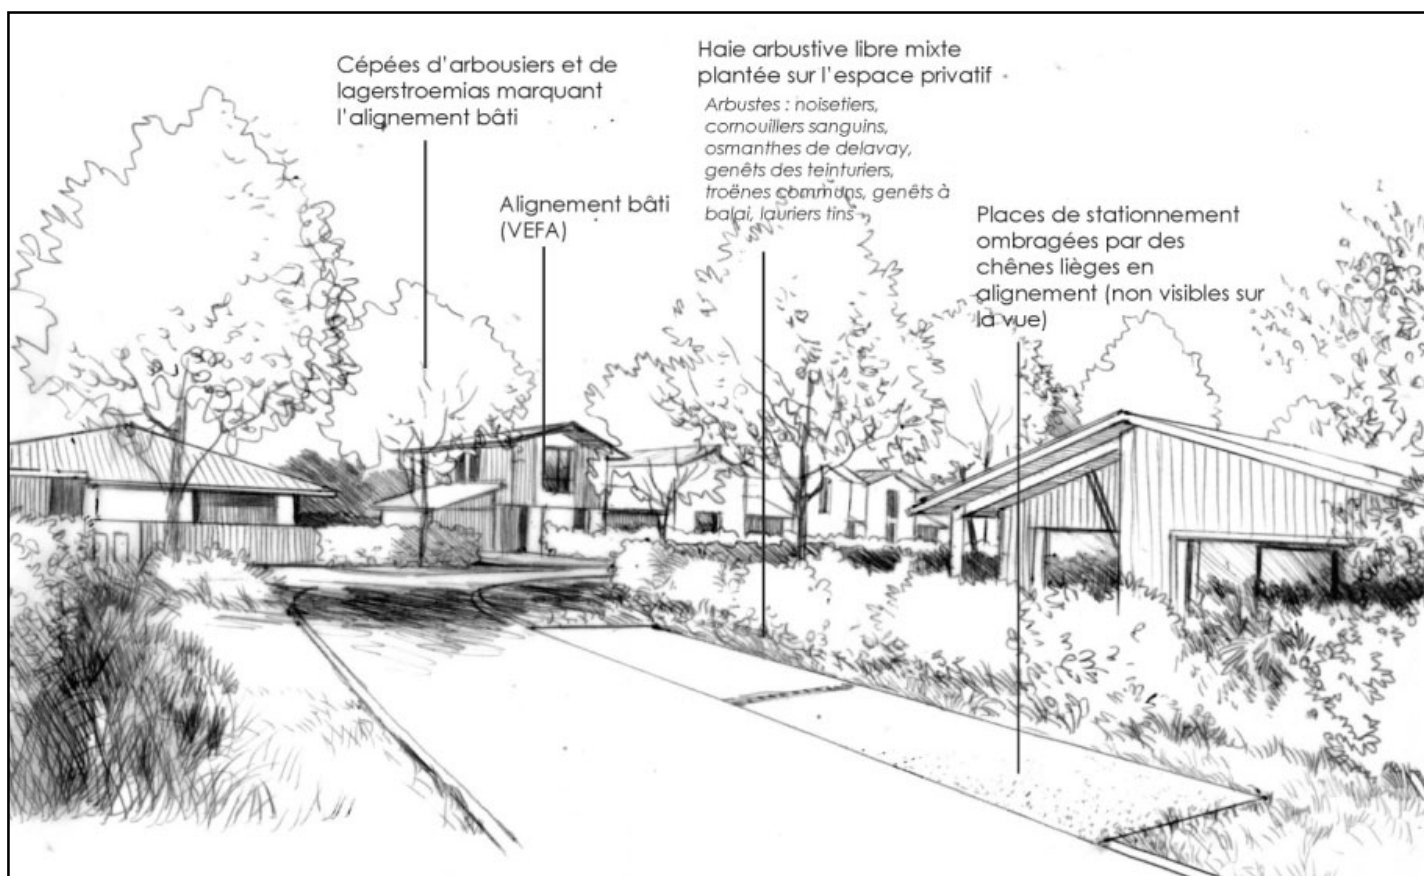 Cépées d'arbousiers et de
lagerstroemias marquant
l'alignement bâti
Alignement bâti
(VEFA)
Haie arbustive libre mixte
plantée sur l'espace privatif
Arbustes : noisetiers,
cornouillers sanguins,
osmanthes de delavay,
genêts des teinturiers,
troënes communs, genêts à
balai, lauriers tins
Places de stationnement
ombragées par des
chênes lièges en
alignement (non visibles sur
la vue)